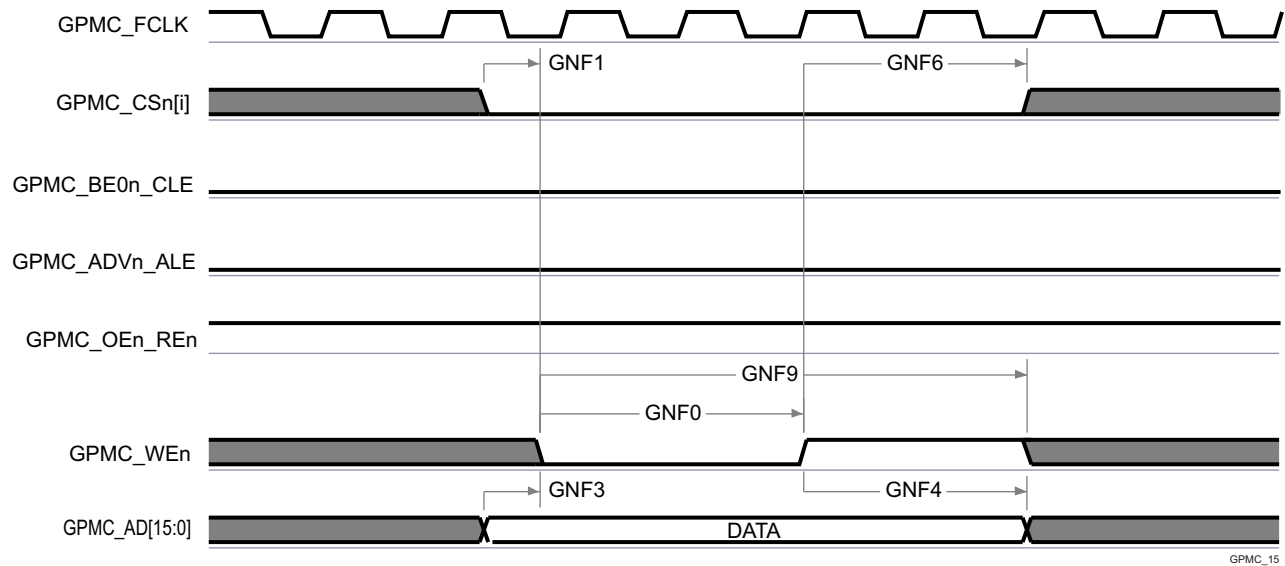 GPMC_FCLK
GNF1
GNF6
GPMC_CSn[i]
GPMC_BE0n_CLE
GPMC_ADVn_ALE
GPMC_OEn_REn
GNF9
GNF0
GPMC_WEn
GNF3
GNF4
GPMC_AD[15:0]
DATA
GPMC_15